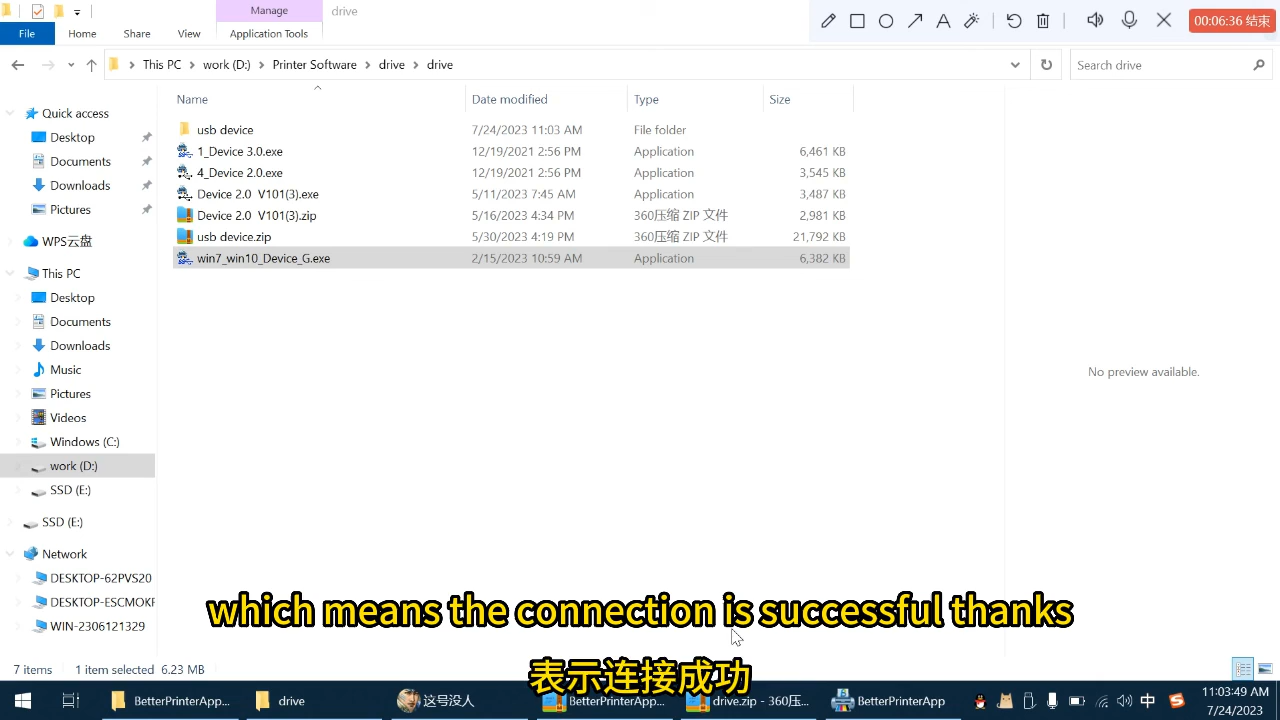 Manage
drive
00:06:36 结束
File
Home
Share
View
Application Tools
This PC
work (D:)
Printer Software
drive
drive
Search drive
Name
Date modified
Type
Size
usb device
7/24/2023 11:03 AM
File folder
1_Device 3.0.exe
12/19/2021 2:56 PM
Application
6,461 KB
4_Device 2.0.exe
12/19/2021 2:56 PM
Application
3,545 KB
Device 2.0 V101(3).exe
5/11/2023 7:45 AM
Application
3,487 KB
Device 2.0 V101(3).zip
5/16/2023 4:34 PM
360压缩 ZIP 文件
2,981 KB
usb device.zip
5/30/2023 4:19 PM
360压缩 ZIP 文件
21,792 KB
win7_win10_Device_G.exe
2/15/2023 10:59 AM
Application
6,382 KB
Quick access
Desktop
Documents
Downloads
Pictures
WPS云盘
This PC
Desktop
Documents
Downloads
Music
Pictures
Videos
Windows (C:)
work (D:)
SSD (E:)
SSD (E:)
Network
DESKTOP-62PVS20
DESKTOP-ESCMOKF
WIN-2306121329
No preview available.
which means the connection is successful thanks
表示连接成功
7 items
1 item selected 6.23 MB
BetterPrinterApp...
drive
这号没人
BetterPrinterApp...
drive.zip - 360压...
BetterPrinterApp
中
11:03:49 AM
7/24/2023